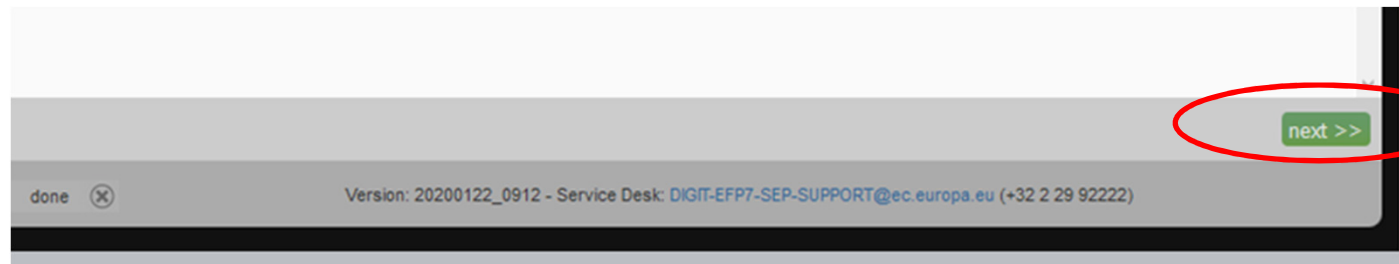 next >>
done
Version: 20200122_0912 - Service Desk: DIGIT-EFP7-SEP-SUPPORT@ec.europa.eu (+32 2 29 92222)